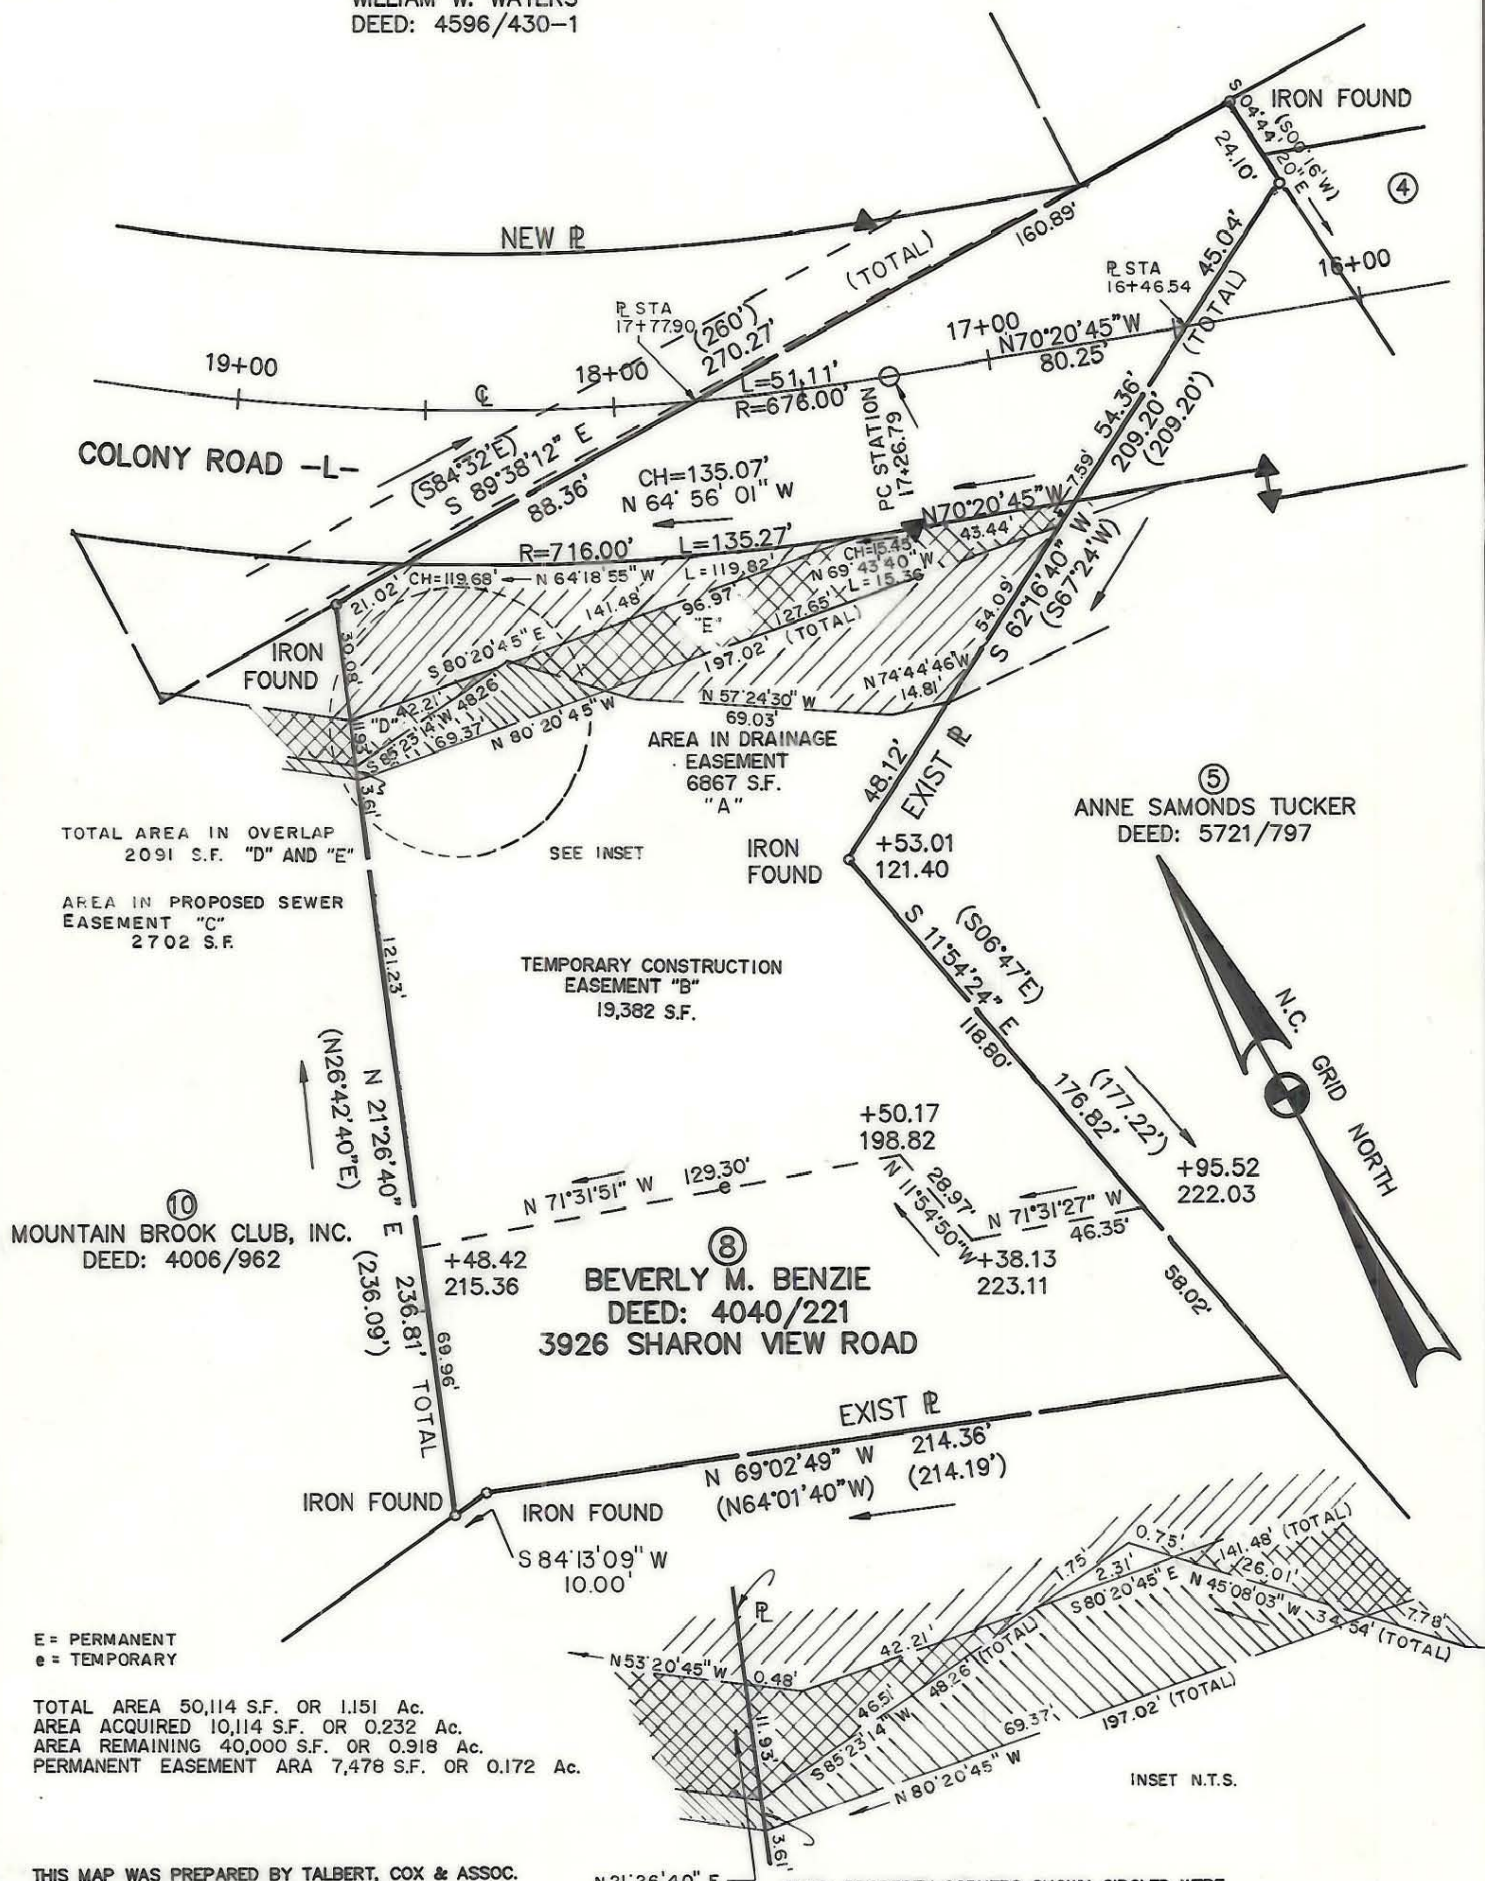 WILLIAM W. WATERS
DEED: 4596/430-1
IRON FOUND
S 04°44'20"E
(S00°16'W)
24.10'
④
NEW PL
160.89'
(TOTAL)
45.04'
PL STA
16+46.54
16+00
(TOTAL)
PL STA
17+77.90
(260')
270.27'
17+00
N70°20'45"W
80.25'
19+00
18+00
CL
L=51.11'
R=676.00'
PC STATION
17+26.79
54.36'
209.20'
(209.20')
COLONY ROAD -L-
(S84°32'E)
S 89°38'12" E
88.36'
CH=135.07'
N 64° 56' 01" W
7.59'
N70°20'45"W
43.44'
R=716.00'
L=135.27'
CH=119.68'
N 64°18'55" W
L=119.82'
CH=15.45'
N 69°43'40"W
L=15.36
21.02'
30.08'
141.48'
96.97'
"E"
127.65'
(TOTAL)
197.02'
54.09'
S 62°16'40" W
(S67°24'W)
IRON
FOUND
S 80°20'45" E
N74°44'46"W
14.81'
"D"
42.21'
11.93'
S 85°23'14"W 48.26'
69.37'
N 80°20'45"W
N 57°24'30" W
69.03'
3.61'
AREA IN DRAINAGE
EASEMENT
6867 S.F.
"A"
48.12'
EXIST PL
⑤
ANNE SAMONDS TUCKER
DEED: 5721/797
TOTAL AREA IN OVERLAP
2091 S.F. "D" AND "E"
SEE INSET
IRON
FOUND
+53.01
121.40
AREA IN PROPOSED SEWER
EASEMENT "C"
2702 S.F.
121.23'
TEMPORARY CONSTRUCTION
EASEMENT "B"
19,382 S.F.
S 11°54'24" E
(S06°47'E)
118.80'
N.C. GRID NORTH
(N26°42'40"E)
N 21°26'40" E
236.81' TOTAL
(236.09')
176.82'
(177.22')
+50.17
198.82
+95.52
222.03
N 71°31'51" W
129.30'
e
28.97'
N 11°54'50"W
N 71°31'27" W
46.35'
⑩
MOUNTAIN BROOK CLUB, INC.
DEED: 4006/962
+48.42
215.36
⑧
BEVERLY M. BENZIE
DEED: 4040/221
3926 SHARON VIEW ROAD
+38.13
223.11
58.02'
69.96'
EXIST PL
N 69°02'49" W
214.36'
(N64°01'40"W)
(214.19')
IRON FOUND
IRON FOUND
S 84°13'09" W
10.00'
PL
N53°20'45"W
0.48'
42.21'
1.75'
2.31'
0.75'
141.48' (TOTAL)
26.01'
S80°20'45" E
N 45°08'03"W
34.54' (TOTAL)
7.78'
11.93'
46.51'
S85°23'14"W
48.26' (TOTAL)
69.37'
197.02' (TOTAL)
N 80°20'45" W
3.61'
INSET N.T.S.
E = PERMANENT
e = TEMPORARY
TOTAL AREA 50,114 S.F. OR 1.151 Ac.
AREA ACQUIRED 10,114 S.F. OR 0.232 Ac.
AREA REMAINING 40,000 S.F. OR 0.918 Ac.
PERMANENT EASEMENT ARA 7,478 S.F. OR 0.172 Ac.
THIS MAP WAS PREPARED BY TALBERT, COX & ASSOC.
N 21°26'40" E